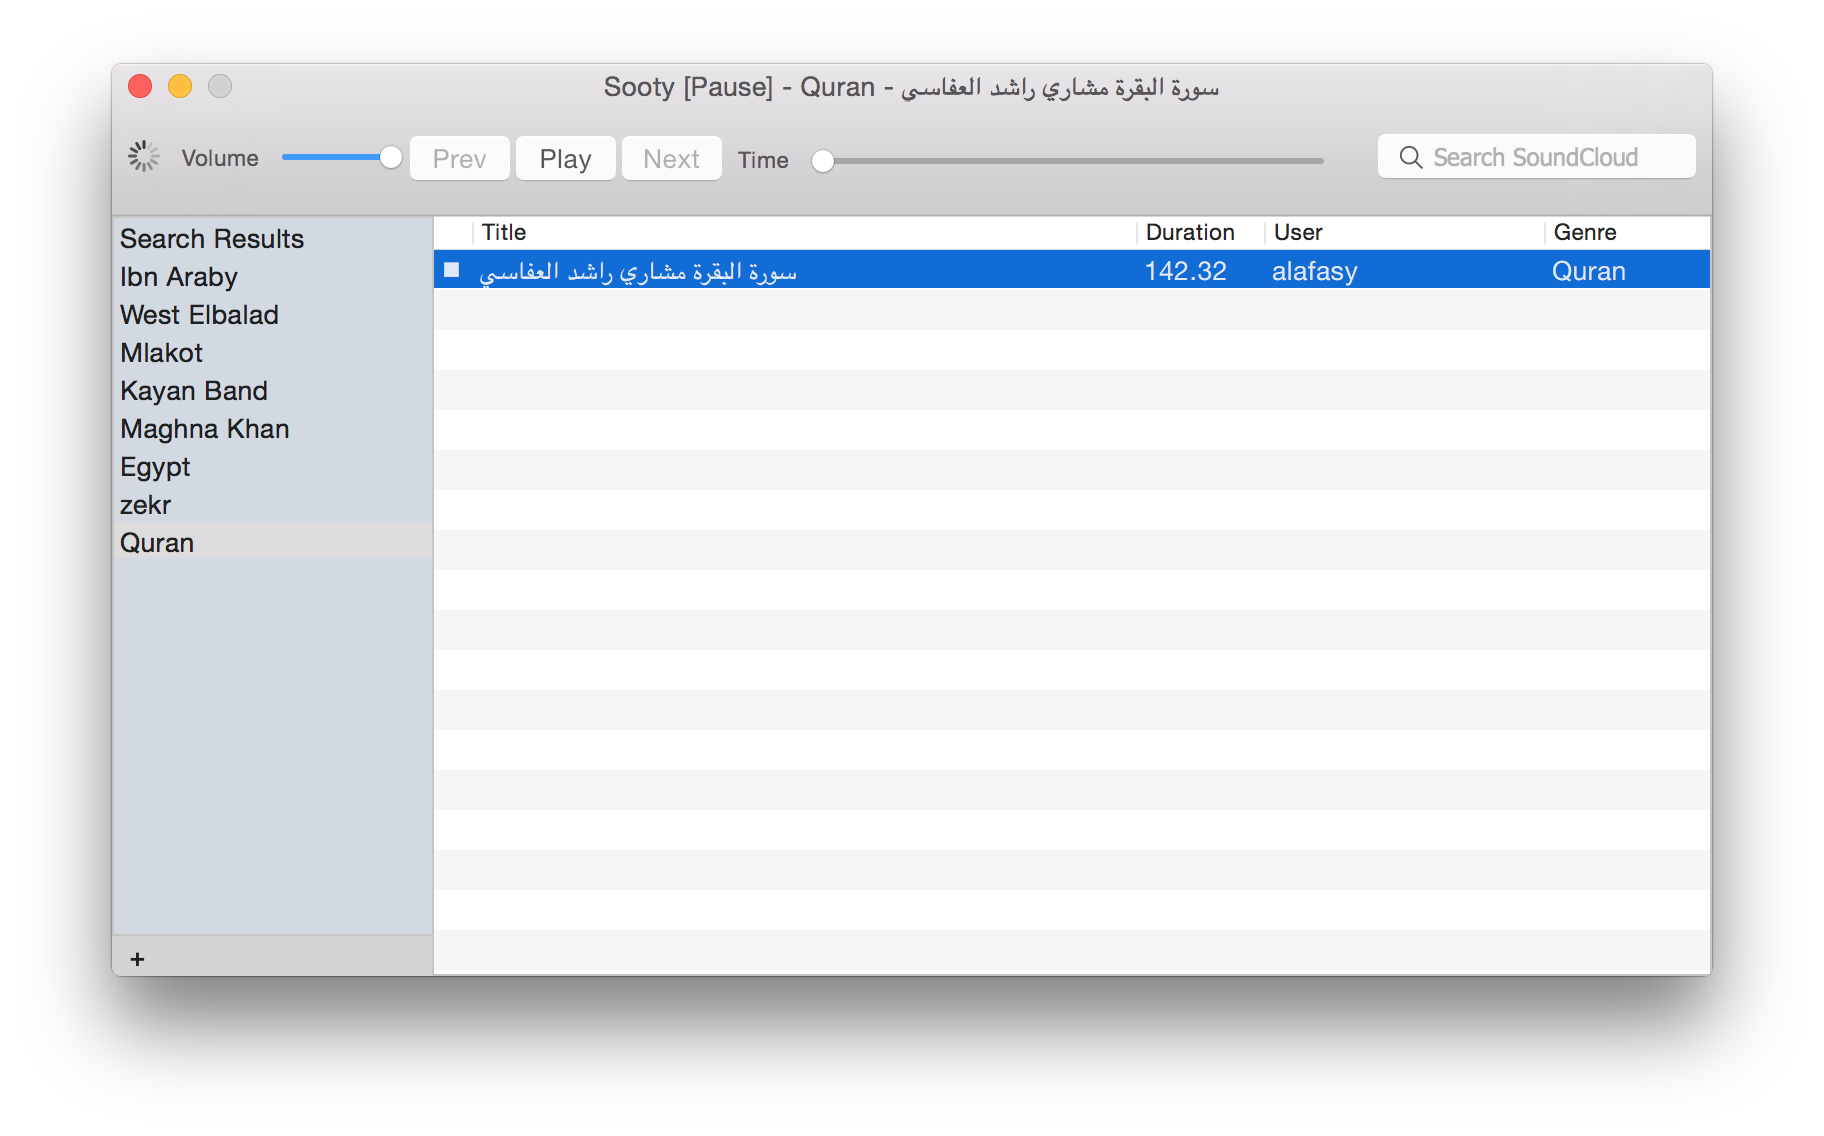 Sooty [Pause] - Quran - سورة البقرة مشاري راشد العفاسي
Volume Prev Play Next Time Search SoundCloud
Search Results
Ibn Araby
West Elbalad
Mlakot
Kayan Band
Maghna Khan
Egypt
zekr
Quran
+
Title Duration User Genre
سورة البقرة مشاري راشد العفاسي 142.32 alafasy Quran